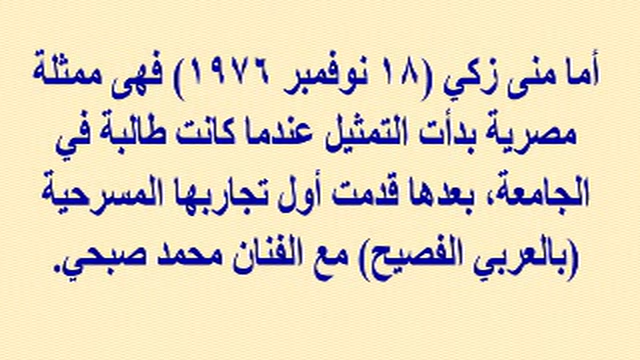 أما منى زكي (١٨ نوفمبر ١٩٧٦) فهى ممثلة
مصرية بدأت التمثيل عندما كانت طالبة في
الجامعة، بعدها قدمت أول تجاربها المسرحية
(بالعربي الفصيح) مع الفنان محمد صبحي.